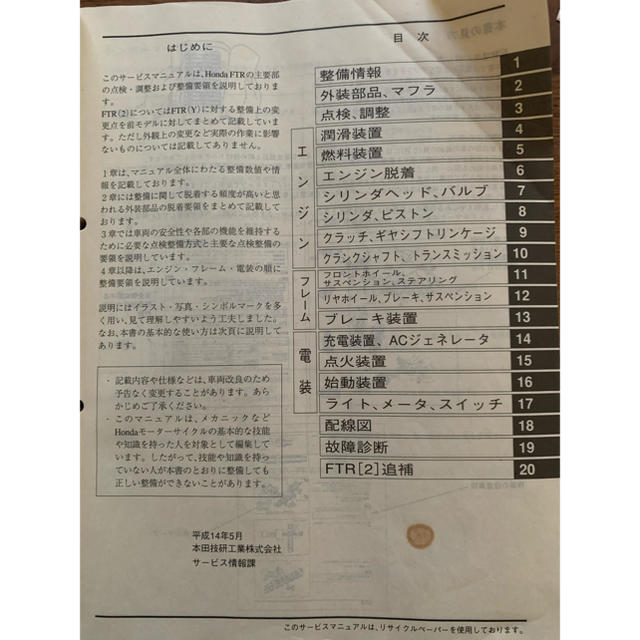 はじめに
このサービスマニュアルは、Honda FTRの主要部
の点検・調整および整備要領を説明しておりま
す。
FTR(2)についてはFTR(Y)に対する整備上の変
更点を前モデルに対してまとめて記載していま
す。ただし外観上の変更など実際の作業に影響
ないものについては記載してありません。
1章は、マニュアル全体にわたる整備数値や情
報を記載しております。
2章には整備に関して脱着する頻度が高いと思
われる外装部品の脱着要領をまとめて記載して
おります。
3章では車両の安全性や各部の機能を維持する
ために必要な点検整備方式と主要な点検整備の
要領を説明しております。
4章以降は、エンジン・フレーム・電装の順に
整備要領を説明しています。
説明にはイラスト・写真・シンボルマークを多
く用い、見て理解しやすいよう工夫しました。
なお、本書の基本的な使い方は次頁に説明して
あります。
・ 記載内容や仕様などは、車両改良のため
予告なく変更することがあります。あら
かじめご了承ください。
・ このマニュアルは、メカニックなど
Hondaモーターサイクルの基本的な技能
や知識を持った人を対象として編集して
います。したがって、技能や知識を持っ
ていない人が本書のとおりに整備しても
正しい整備ができないことがあります。
平成14年5月
本田技研工業株式会社
サービス情報課
目 次
整備情報 1
外装部品、マフラ 2
点検、調整 3
エンジン
潤滑装置 4
燃料装置 5
エンジン脱着 6
シリンダヘッド、バルブ 7
シリンダ、ピストン 8
クラッチ、ギヤシフトリンケージ 9
クランクシャフト、トランスミッション 10
フレーム
フロントホイール、
サスペンション、ステアリング 11
リヤホイール、ブレーキ、サスペンション 12
ブレーキ装置 13
電装
充電装置、ACジェネレータ 14
点火装置 15
始動装置 16
ライト、メータ、スイッチ 17
配線図 18
故障診断 19
FTR[2]追補 20
このサービスマニュアルは、リサイクルペーパーを使用しております。